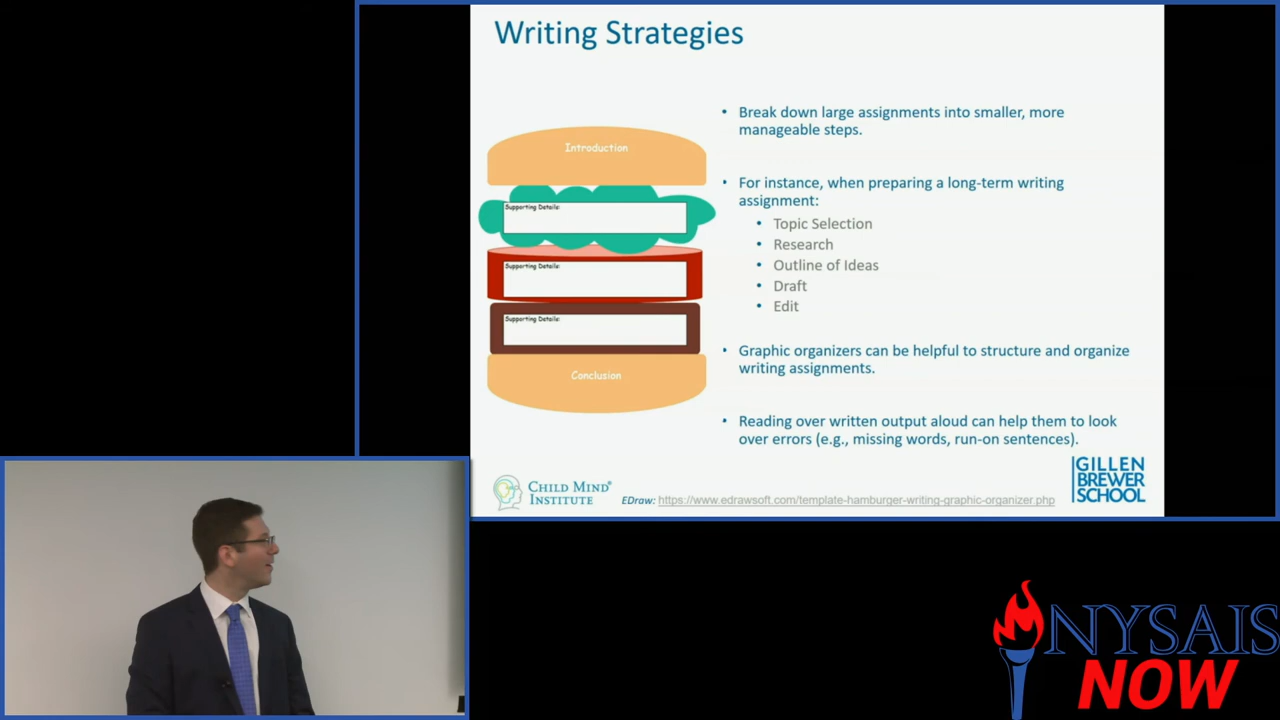 Writing Strategies
Introduction
Supporting Details:
Supporting Details:
Supporting Details:
Conclusion
• Break down large assignments into smaller, more
manageable steps.
• For instance, when preparing a long-term writing
assignment:
• Topic Selection
• Research
• Outline of Ideas
• Draft
• Edit
• Graphic organizers can be helpful to structure and organize
writing assignments.
• Reading over written output aloud can help them to look
over errors (e.g., missing words, run-on sentences).
CHILD MIND®
INSTITUTE
EDraw: https://www.edrawsoft.com/template-hamburger-writing-graphic-organizer.php
GILLEN
BREWER
SCHOOL
NYSAIS
NOW